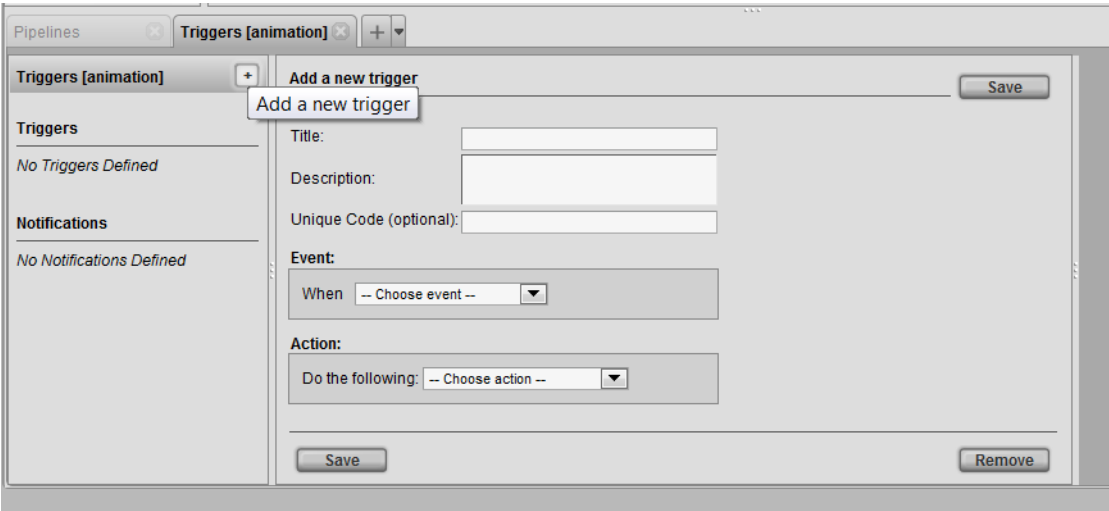 Pipelines
Triggers [animation]
Triggers [animation]
+
Add a new trigger
Triggers
No Triggers Defined
Notifications
No Notifications Defined
Add a new trigger
Save
Title:
Description:
Unique Code (optional):
Event:
When -- Choose event --
Action:
Do the following: -- Choose action --
Save
Remove